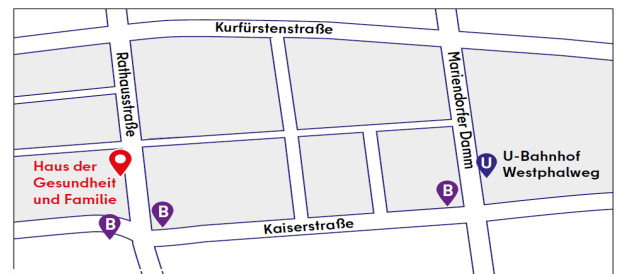 Kurfürstenstraße
Rathausstraße
Mariendorfer Damm
Haus der
Gesundheit
und Familie
U
U-Bahnhof
Westphalweg
B
B
B
Kaiserstraße